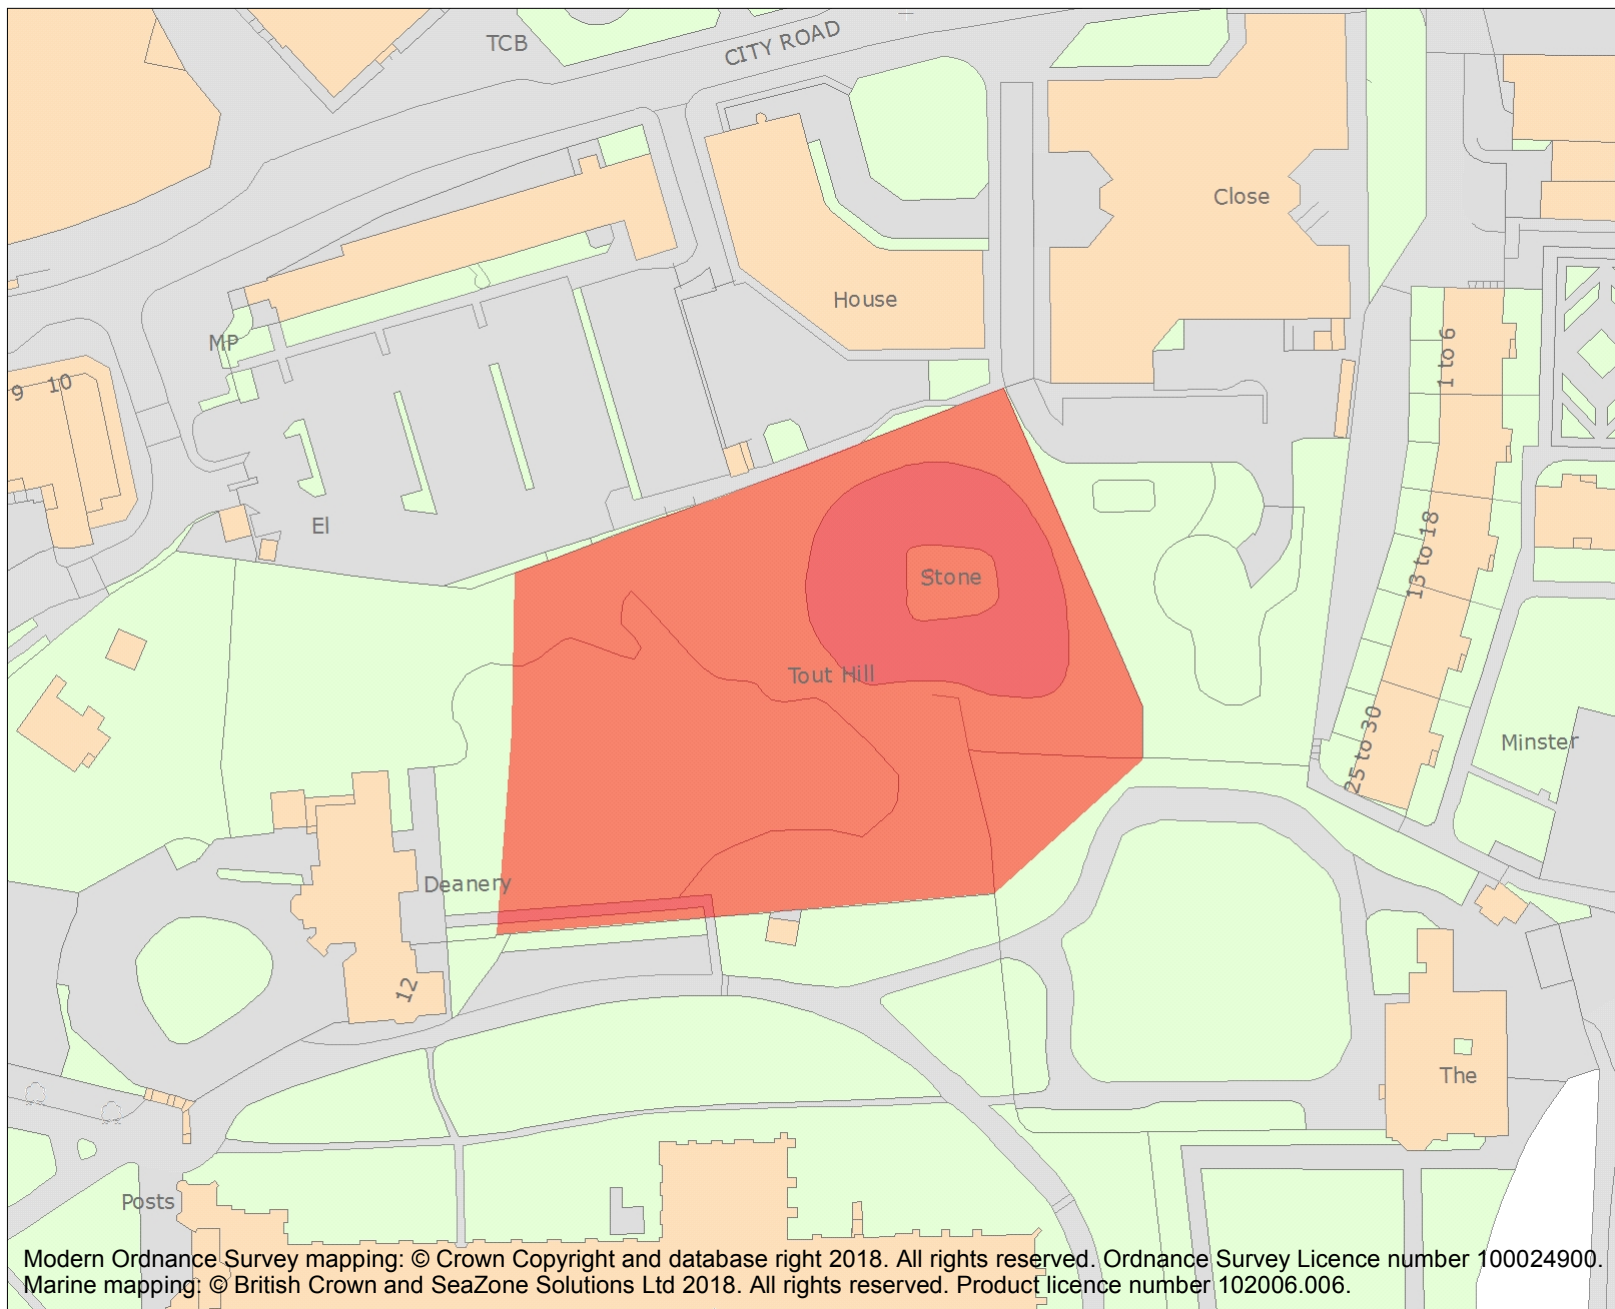 TCB
CITY ROAD
Close
House
MP
1 to 6
9
10
El
13 to 18
Stone
Tout Hill
25 to 30
Minster
Deanery
12
The
Posts
Modern Ordnance Survey mapping: © Crown Copyright and database right 2018. All rights reserved. Ordnance Survey Licence number 100024900.
Marine mapping: © British Crown and SeaZone Solutions Ltd 2018. All rights reserved. Product licence number 102006.006.